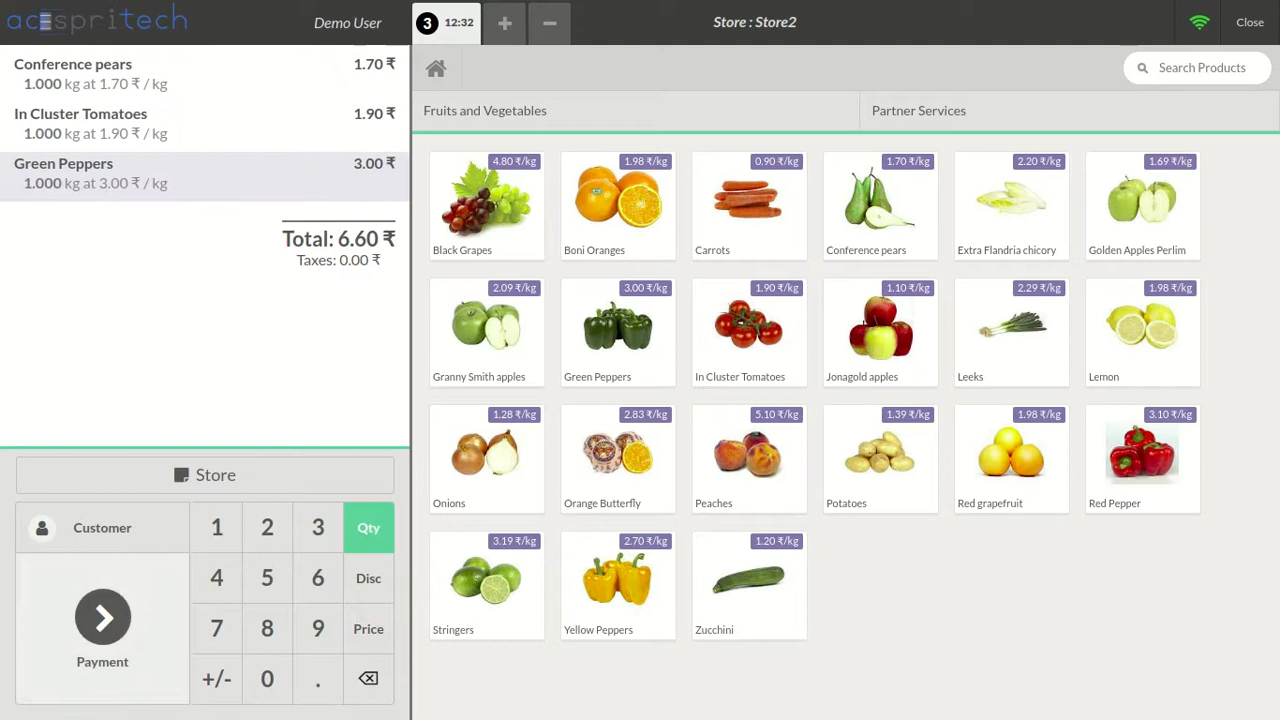 acespritech
Demo User
3 12:32
+
−
Store : Store2
Close
Conference pears 1.70 ₹
1.000 kg at 1.70 ₹ / kg
In Cluster Tomatoes 1.90 ₹
1.000 kg at 1.90 ₹ / kg
Green Peppers 3.00 ₹
1.000 kg at 3.00 ₹ / kg
Total: 6.60 ₹
Taxes: 0.00 ₹
Store
Customer
1 2 3 Qty
4 5 6 Disc
7 8 9 Price
+/- 0 .
Payment
Search Products
Fruits and Vegetables
Partner Services
4.80 ₹/kg
Black Grapes
1.98 ₹/kg
Boni Oranges
0.90 ₹/kg
Carrots
1.70 ₹/kg
Conference pears
2.20 ₹/kg
Extra Flandria chicory
1.69 ₹/kg
Golden Apples Perlim
2.09 ₹/kg
Granny Smith apples
3.00 ₹/kg
Green Peppers
1.90 ₹/kg
In Cluster Tomatoes
1.10 ₹/kg
Jonagold apples
2.29 ₹/kg
Leeks
1.98 ₹/kg
Lemon
1.28 ₹/kg
Onions
2.83 ₹/kg
Orange Butterfly
5.10 ₹/kg
Peaches
1.39 ₹/kg
Potatoes
1.98 ₹/kg
Red grapefruit
3.10 ₹/kg
Red Pepper
3.19 ₹/kg
Stringers
2.70 ₹/kg
Yellow Peppers
1.20 ₹/kg
Zucchini